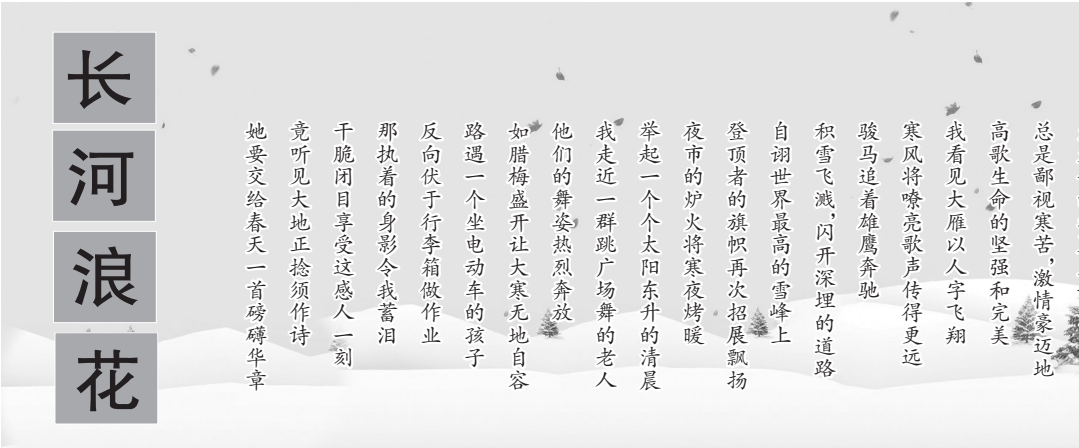 总是鄙视寒苦，激情豪迈地
高歌生命的坚强和完美
我看见大雁以人字飞翔
寒风将嘹亮歌声传得更远
骏马追着雄鹰奔驰
积雪飞溅，闪开深埋的道路
自诩世界最高的雪峰上
登顶者的旗帜再次招展飘扬
夜市的炉火将寒夜烤暖
举起一个个太阳东升的清晨
我走近一群跳广场舞的老人
他们的舞姿热烈奔放
如腊梅盛开让大寒无地自容
路遇一个坐电动车的孩子
反向伏于行李箱做作业
那执着的身影令我蓄泪
干脆闭目享受这感人一刻
竟听见大地正捻须作诗
她要交给春天一首磅礴华章
长河浪花